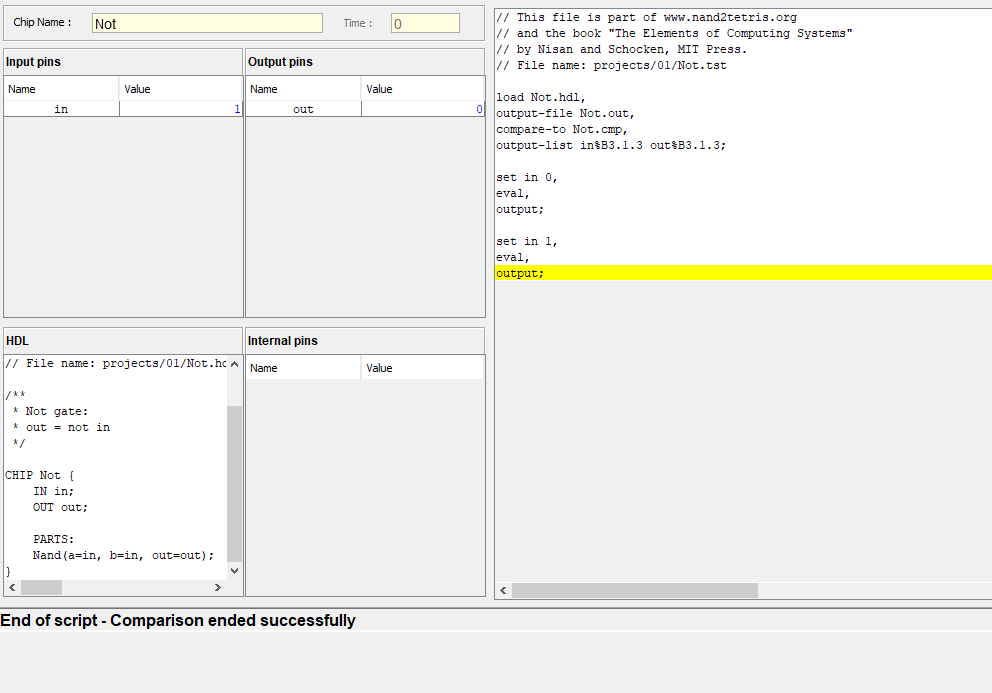 Chip Name :
Not
Time :
0
Input pins
Name Value
in 1
Output pins
Name Value
out 0
HDL
// File name: projects/01/Not.hd
/**
 * Not gate:
 * out = not in
 */
CHIP Not {
    IN in;
    OUT out;
    PARTS:
    Nand(a=in, b=in, out=out);
}
Internal pins
Name Value
// This file is part of www.nand2tetris.org
// and the book "The Elements of Computing Systems"
// by Nisan and Schocken, MIT Press.
// File name: projects/01/Not.tst
load Not.hdl,
output-file Not.out,
compare-to Not.cmp,
output-list in%B3.1.3 out%B3.1.3;
set in 0,
eval,
output;
set in 1,
eval,
output;
End of script - Comparison ended successfully